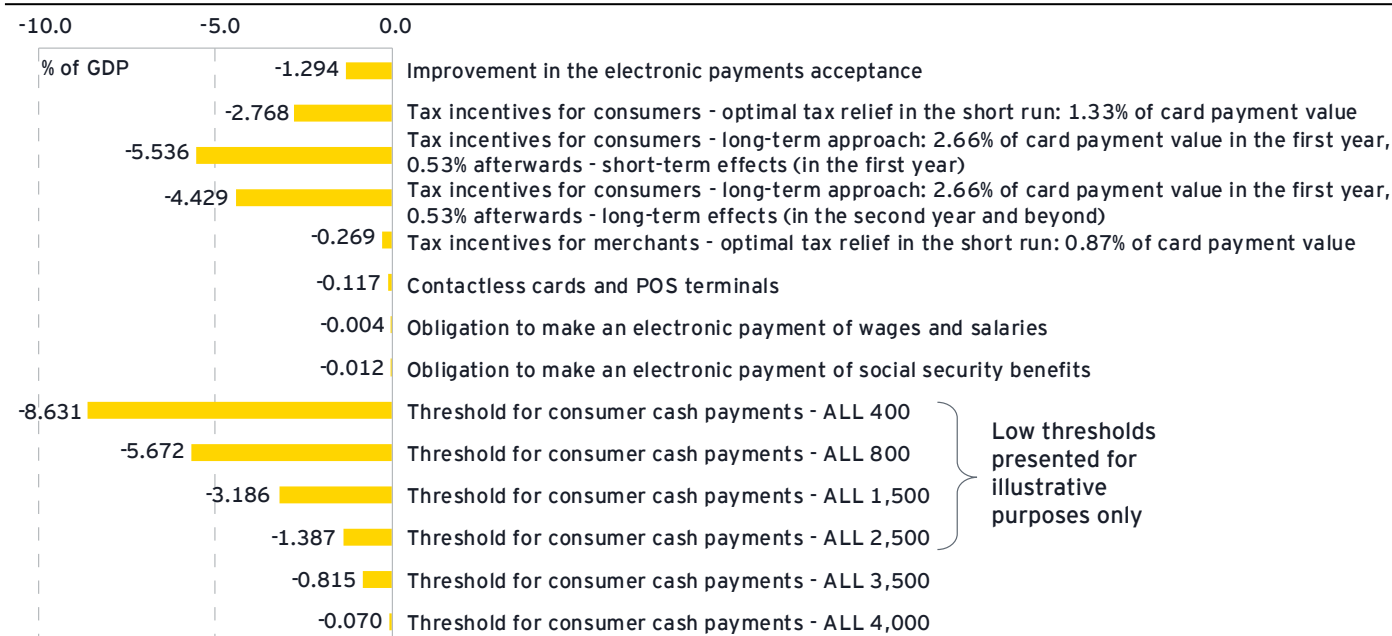 -10.0 -5.0 0.0
% of GDP
-1.294 Improvement in the electronic payments acceptance
-2.768 Tax incentives for consumers - optimal tax relief in the short run: 1.33% of card payment value
-5.536 Tax incentives for consumers - long-term approach: 2.66% of card payment value in the first year,
0.53% afterwards - short-term effects (in the first year)
-4.429 Tax incentives for consumers - long-term approach: 2.66% of card payment value in the first year,
0.53% afterwards - long-term effects (in the second year and beyond)
-0.269 Tax incentives for merchants - optimal tax relief in the short run: 0.87% of card payment value
-0.117 Contactless cards and POS terminals
-0.004 Obligation to make an electronic payment of wages and salaries
-0.012 Obligation to make an electronic payment of social security benefits
-8.631 Threshold for consumer cash payments - ALL 400
-5.672 Threshold for consumer cash payments - ALL 800
-3.186 Threshold for consumer cash payments - ALL 1,500
-1.387 Threshold for consumer cash payments - ALL 2,500
Low thresholds
presented for
illustrative
purposes only
-0.815 Threshold for consumer cash payments - ALL 3,500
-0.070 Threshold for consumer cash payments - ALL 4,000